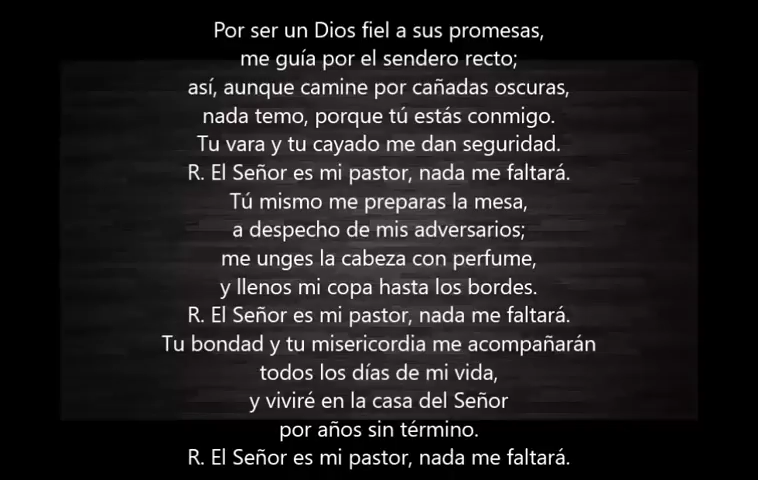 Por ser un Dios fiel a sus promesas,
me guía por el sendero recto;
así, aunque camine por cañadas oscuras,
nada temo, porque tú estás conmigo.
Tu vara y tu cayado me dan seguridad.
R. El Señor es mi pastor, nada me faltará.
Tú mismo me preparas la mesa,
a despecho de mis adversarios;
me unges la cabeza con perfume,
y llenos mi copa hasta los bordes.
R. El Señor es mi pastor, nada me faltará.
Tu bondad y tu misericordia me acompañarán
todos los días de mi vida,
y viviré en la casa del Señor
por años sin término.
R. El Señor es mi pastor, nada me faltará.